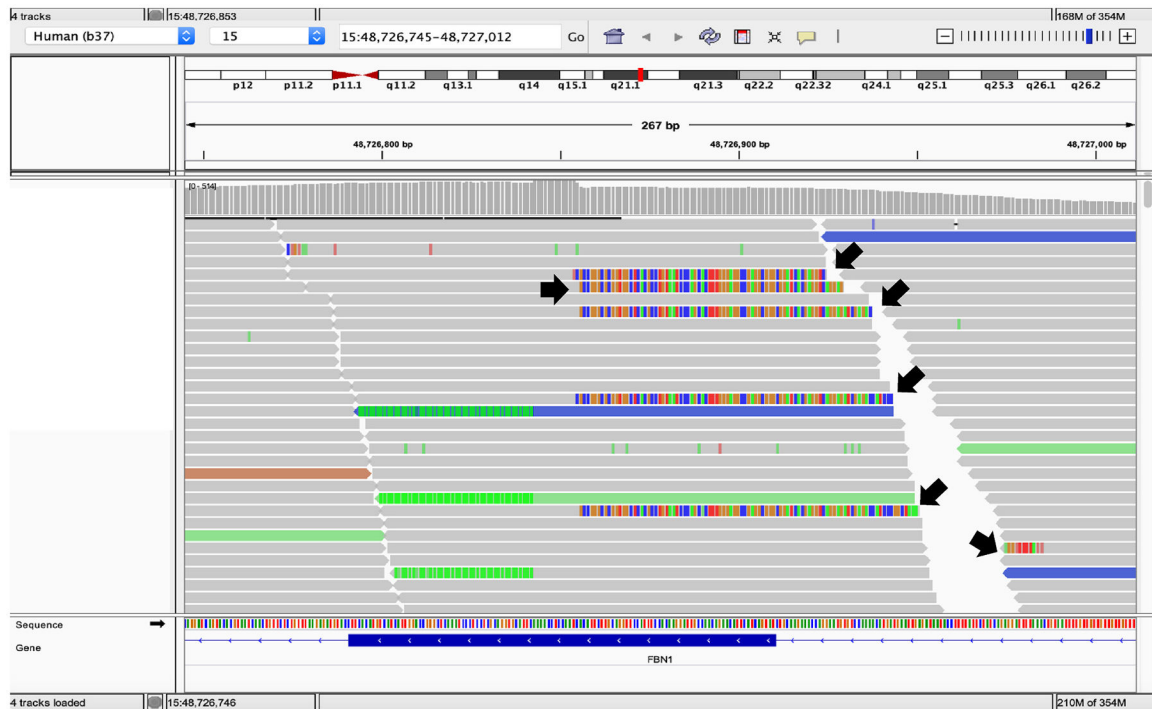 4 tracks 15:48,726,853 168M of 354M
Human (b37) 15 15:48,726,745-48,727,012 Go
p12 p11.2 p11.1 q11.2 q13.1 q14 q15.1 q21.1 q21.3 q22.2 q22.32 q24.1 q25.1 q25.3 q26.1 q26.2
267 bp
48,726,800 bp 48,726,900 bp 48,727,000 bp
[0 - 514]
Sequence
Gene
FBN1
4 tracks loaded 15:48,726,746 210M of 354M